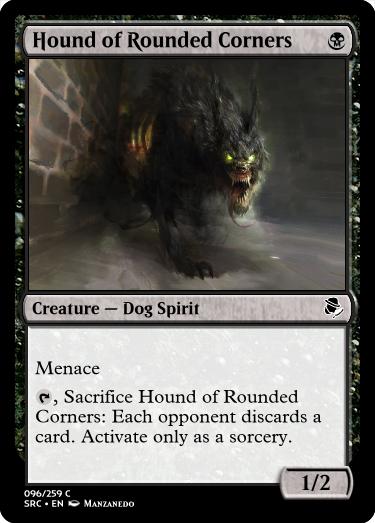 Hound of Rounded Corners
Creature — Dog Spirit
Menace
, Sacrifice Hound of Rounded
Corners: Each opponent discards a
card. Activate only as a sorcery.
1/2
096/259 C
SRC • EN Manzanedo